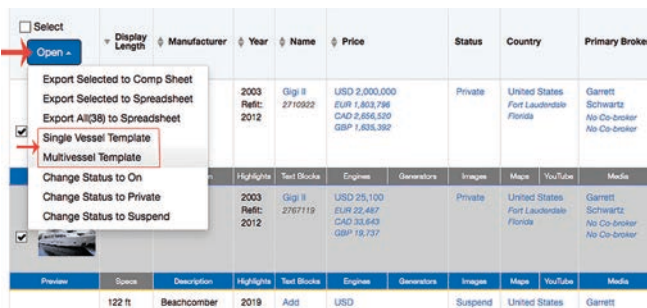 Select
Open
Display Length
Manufacturer
Year
Name
Price
Status
Country
Primary Broke
Export Selected to Comp Sheet
Export Selected to Spreadsheet
Export All(38) to Spreadsheet
Single Vessel Template
Multivessel Template
Change Status to On
Change Status to Private
Change Status to Suspend
2003
Refit:
2012
Gigi II
2710922
USD 2,000,000
EUR 1,803,796
CAD 2,656,520
GBP 1,635,392
Private
United States
Fort Lauderdale
Florida
Garrett
Schwartz
No Co-broker
No Co-broker
Highlights Text Blocks Engines Generators Images Maps YouTube Media
2003
Refit:
2012
Gigi II
2767119
USD 25,100
EUR 22,487
CAD 33,643
GBP 19,737
Private
United States
Fort Lauderdale
Florida
Garrett
Schwartz
No Co-broker
No Co-broker
Preview Specs Description Highlights Text Blocks Engines Generators Images Maps YouTube Media
122 ft Beachcomber 2019 Add USD Suspend United States Garrett